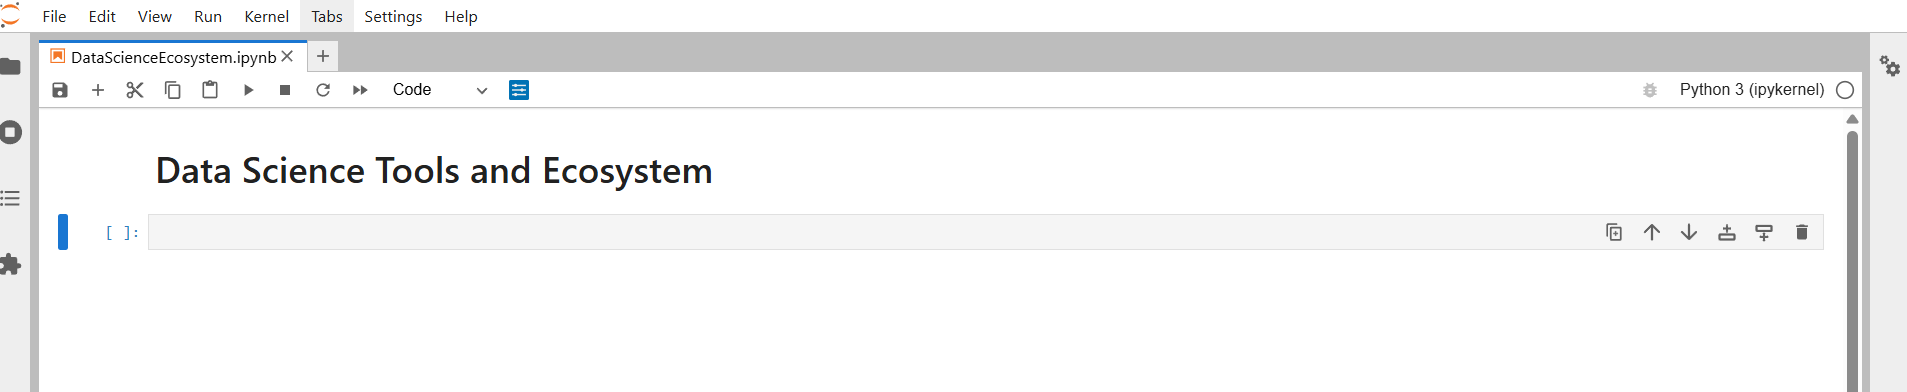 File Edit View Run Kernel Tabs Settings Help
DataScienceEcosystem.ipynb
Code Python 3 (ipykernel)
Data Science Tools and Ecosystem
[ ]: